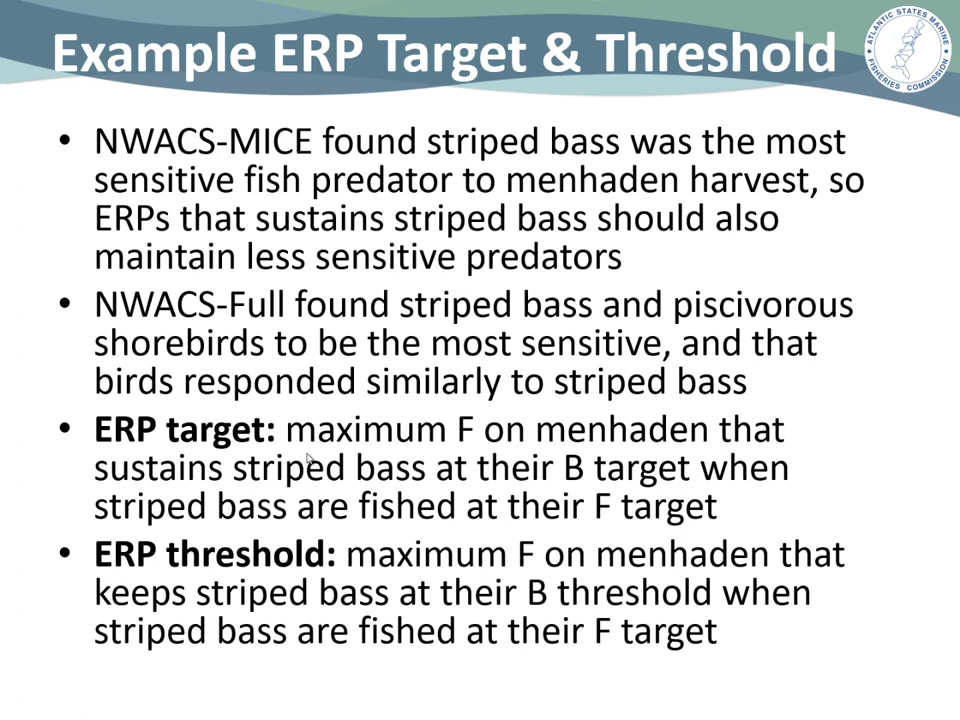 Example ERP Target & Threshold
ATLANTIC STATES MARINE
FISHERIES COMMISSION
• NWACS-MICE found striped bass was the most
sensitive fish predator to menhaden harvest, so
ERPs that sustains striped bass should also
maintain less sensitive predators
• NWACS-Full found striped bass and piscivorous
shorebirds to be the most sensitive, and that
birds responded similarly to striped bass
• ERP target: maximum F on menhaden that
sustains striped bass at their B target when
striped bass are fished at their F target
• ERP threshold: maximum F on menhaden that
keeps striped bass at their B threshold when
striped bass are fished at their F target